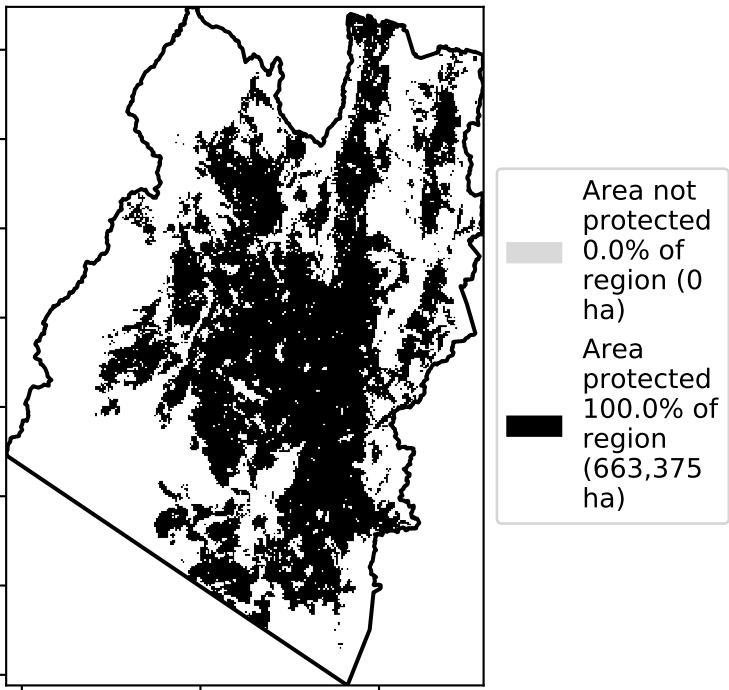 Area not
protected
0.0% of
region (0
ha)
Area
protected
100.0% of
region
(663,375
ha)